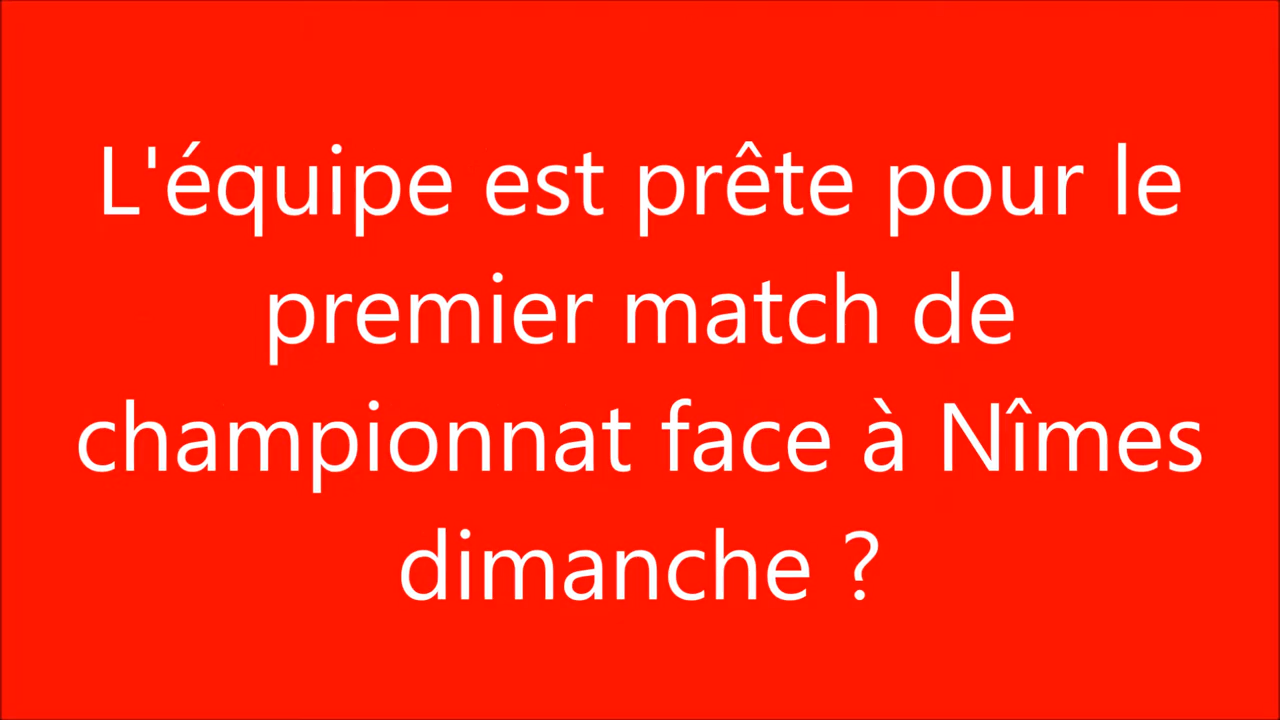 L'équipe est prête pour le
premier match de
championnat face à Nîmes
dimanche ?